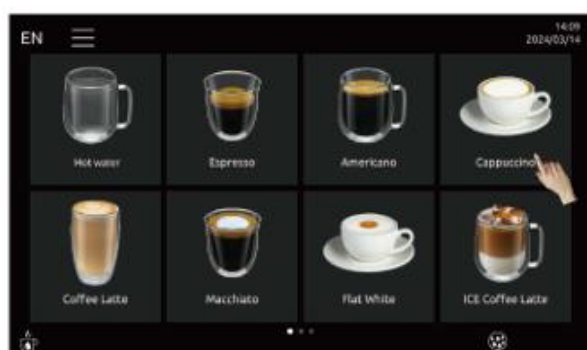 EN
14:09
2024/03/14
Hot water
Espresso
Americano
Cappuccino
Coffee Latte
Macchiato
Flat White
ICE Coffee Latte